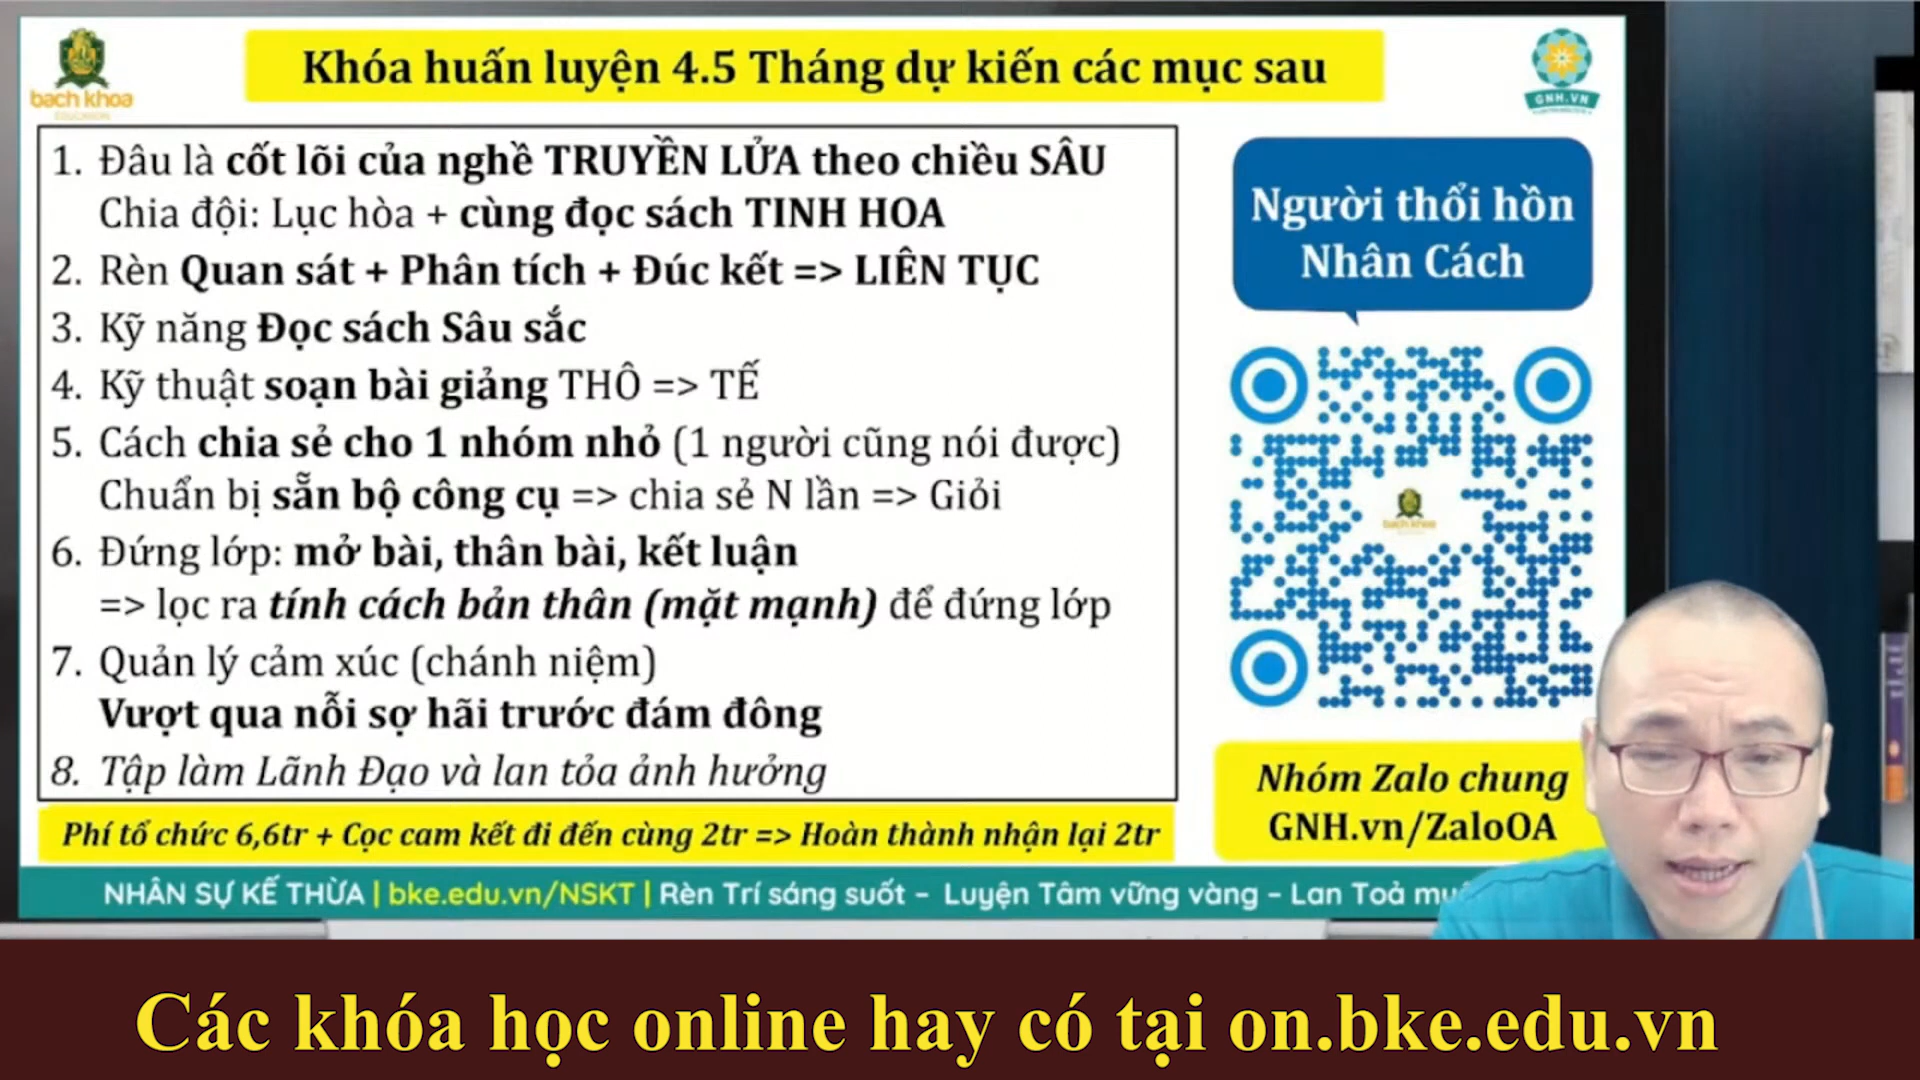 bach khoa
EDUCATION
Khóa huấn luyện 4.5 Tháng dự kiến các mục sau
GNH.VN
1. Đâu là cốt lõi của nghề TRUYỀN LỬA theo chiều SÂU
Chia đội: Lục hòa + cùng đọc sách TINH HOA
2. Rèn Quan sát + Phân tích + Đúc kết => LIÊN TỤC
3. Kỹ năng Đọc sách Sâu sắc
4. Kỹ thuật soạn bài giảng THÔ => TẾ
5. Cách chia sẻ cho 1 nhóm nhỏ (1 người cũng nói được)
Chuẩn bị sẵn bộ công cụ => chia sẻ N lần => Giỏi
6. Đứng lớp: mở bài, thân bài, kết luận
=> lọc ra tính cách bản thân (mặt mạnh) để đứng lớp
7. Quản lý cảm xúc (chánh niệm)
Vượt qua nỗi sợ hãi trước đám đông
8. Tập làm Lãnh Đạo và lan tỏa ảnh hưởng
Người thổi hồn
Nhân Cách
bach khoa
Nhóm Zalo chung
GNH.vn/ZaloOA
Phí tổ chức 6,6tr + Cọc cam kết đi đến cùng 2tr => Hoàn thành nhận lại 2tr
NHÂN SỰ KẾ THỪA | bke.edu.vn/NSKT | Rèn Trí sáng suốt – Luyện Tâm vững vàng – Lan Toả
Các khóa học online hay có tại on.bke.edu.vn